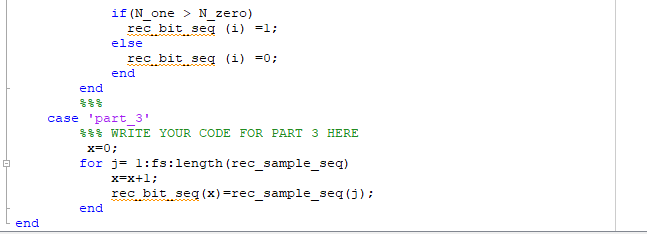 if(N_one > N_zero)
rec_bit_seq (i) =1;
else
rec_bit_seq (i) =0;
end
end
%%%
case 'part_3'
%%% WRITE YOUR CODE FOR PART 3 HERE
x=0;
for j= 1:fs:length(rec_sample_seq)
x=x+1;
rec_bit_seq(x)=rec_sample_seq(j);
end
end